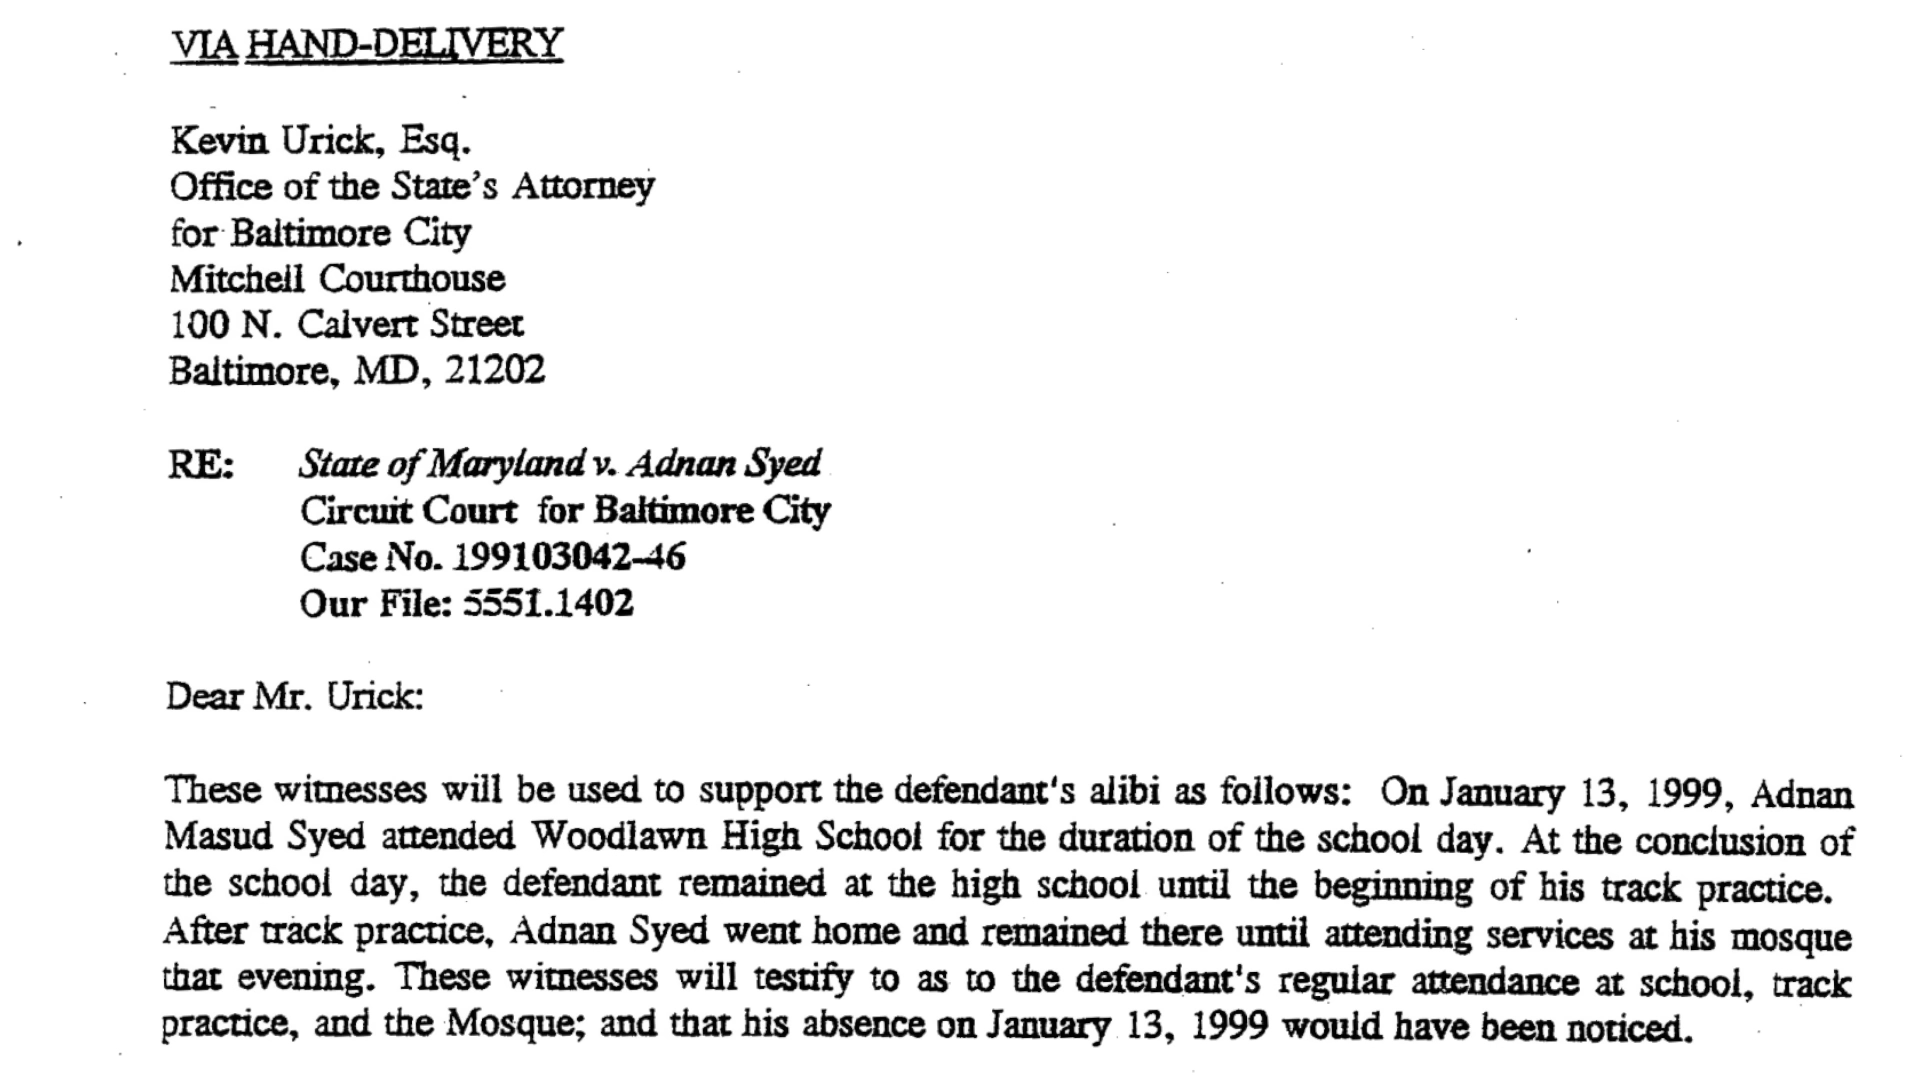 VIA HAND-DELIVERY
Kevin Urick, Esq.
Office of the State's Attorney
for Baltimore City
Mitchell Courthouse
100 N. Calvert Street
Baltimore, MD, 21202
RE: State of Maryland v. Adnan Syed
Circuit Court for Baltimore City
Case No. 199103042-46
Our File: 5551.1402
Dear Mr. Urick:
These witnesses will be used to support the defendant's alibi as follows: On January 13, 1999, Adnan
Masud Syed attended Woodlawn High School for the duration of the school day. At the conclusion of
the school day, the defendant remained at the high school until the beginning of his track practice.
After track practice, Adnan Syed went home and remained there until attending services at his mosque
that evening. These witnesses will testify to as to the defendant's regular attendance at school, track
practice, and the Mosque; and that his absence on January 13, 1999 would have been noticed.